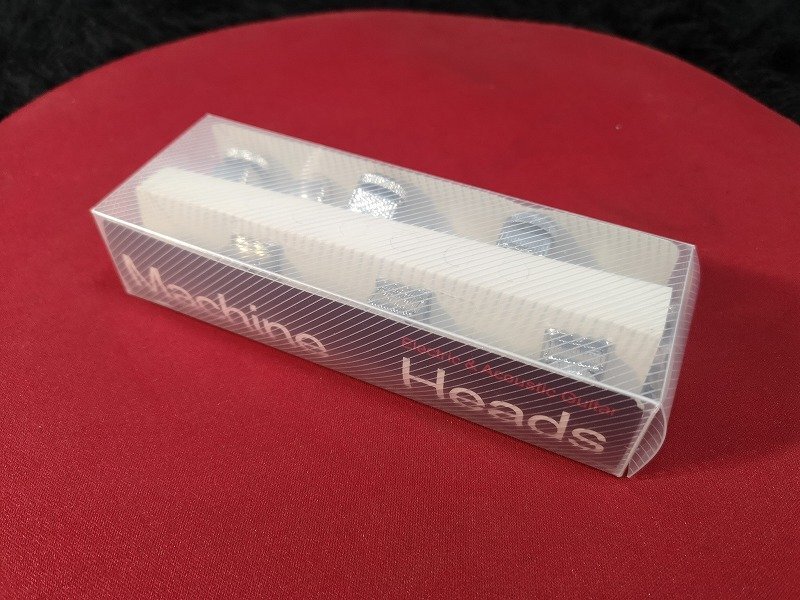 Machine
Electric & Acoustic Guitar
Heads